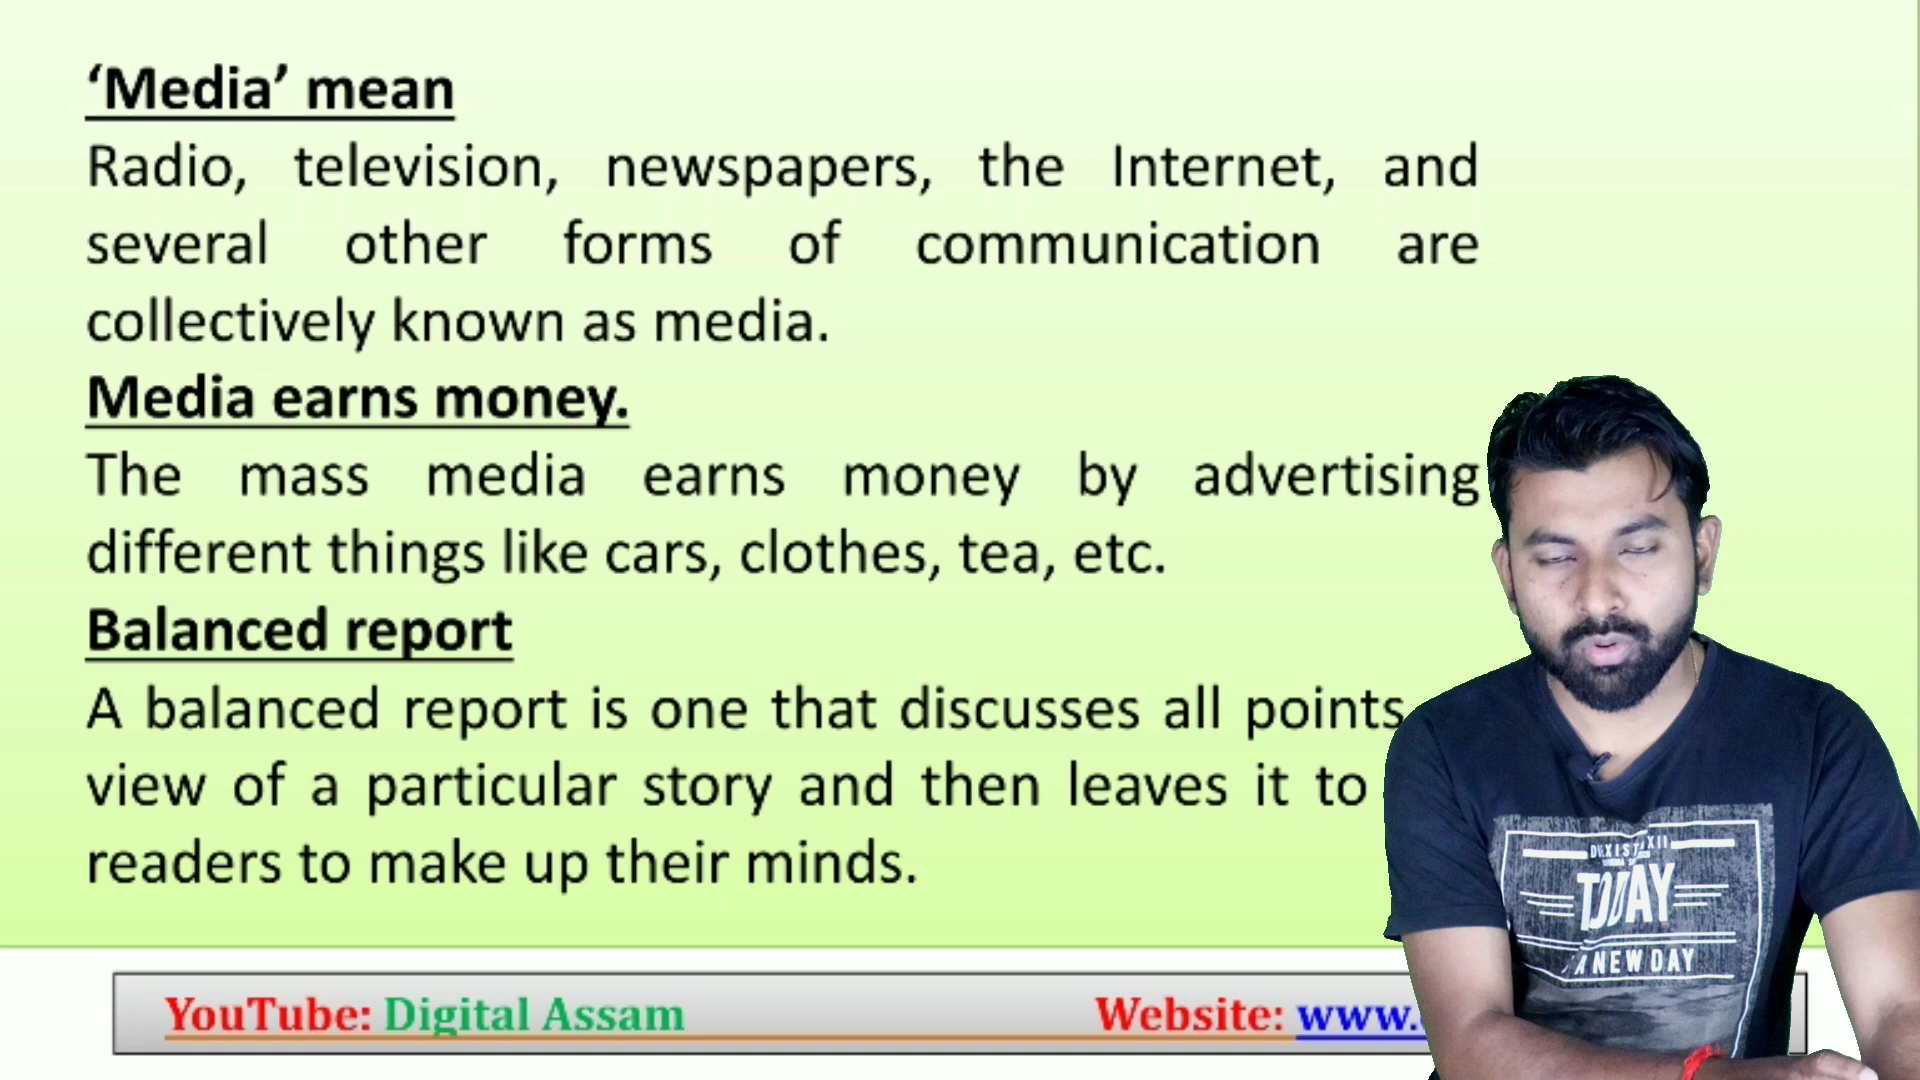 ‘Media’ mean
Radio, television, newspapers, the Internet, and
several other forms of communication are
collectively known as media.
Media earns money.
The mass media earns money by advertising
different things like cars, clothes, tea, etc.
Balanced report
A balanced report is one that discusses all points
view of a particular story and then leaves it to
readers to make up their minds.
YouTube: Digital Assam Website: www.
TODAY
NEW DAY